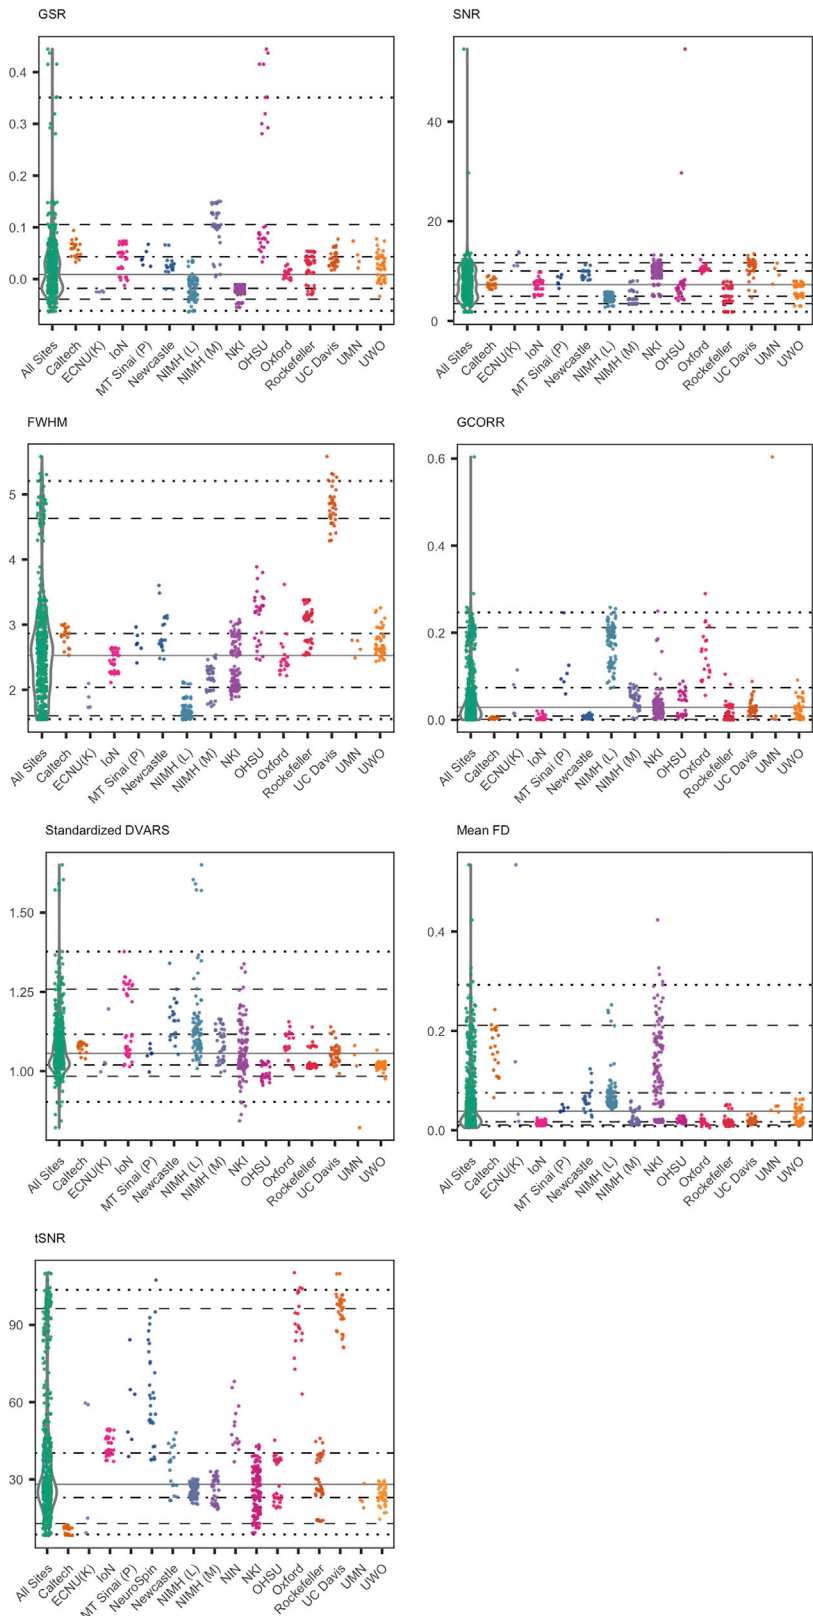 GSR
0.4
0.3
0.2
0.1
0.0
All Sites
Caltech
ECNU(K)
IoN
MT Sinai (P)
Newcastle
NIMH (L)
NIMH (M)
NKI
OHSU
Oxford
Rockefeller
UC Davis
UMN
UWO
SNR
40
20
0
All Sites
Caltech
ECNU(K)
IoN
MT Sinai (P)
Newcastle
NIMH (L)
NIMH (M)
NKI
OHSU
Oxford
Rockefeller
UC Davis
UMN
UWO
FWHM
5
4
3
2
All Sites
Caltech
ECNU(K)
IoN
MT Sinai (P)
Newcastle
NIMH (L)
NIMH (M)
NKI
OHSU
Oxford
Rockefeller
UC Davis
UMN
UWO
GCORR
0.6
0.4
0.2
0.0
All Sites
Caltech
ECNU(K)
IoN
MT Sinai (P)
Newcastle
NIMH (L)
NIMH (M)
NKI
OHSU
Oxford
Rockefeller
UC Davis
UMN
UWO
Standardized DVARS
1.50
1.25
1.00
All Sites
Caltech
ECNU(K)
IoN
MT Sinai (P)
Newcastle
NIMH (L)
NIMH (M)
NKI
OHSU
Oxford
Rockefeller
UC Davis
UMN
UWO
Mean FD
0.4
0.2
0.0
All Sites
Caltech
ECNU(K)
IoN
MT Sinai (P)
Newcastle
NIMH (L)
NIMH (M)
NKI
OHSU
Oxford
Rockefeller
UC Davis
UMN
UWO
tSNR
90
60
30
All Sites
Caltech
ECNU(K)
IoN
MT Sinai (P)
NeuroSpin
Newcastle
NIMH (L)
NIMH (M)
NIN
NKI
OHSU
Oxford
Rockefeller
UC Davis
UMN
UWO